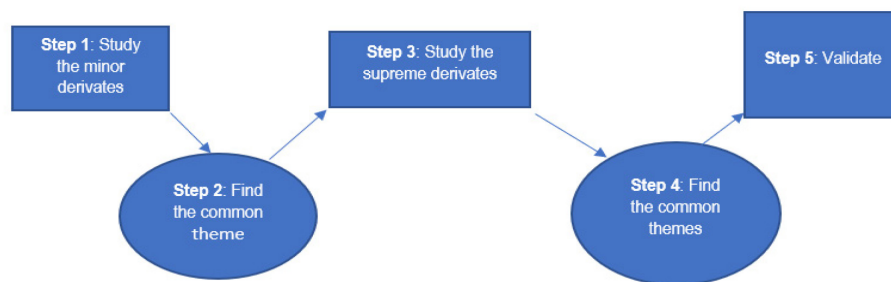 Step 1: Study
the minor
derivates
Step 2: Find
the common
theme
Step 3: Study the
supreme derivates
Step 4: Find
the common
themes
Step 5: Validate